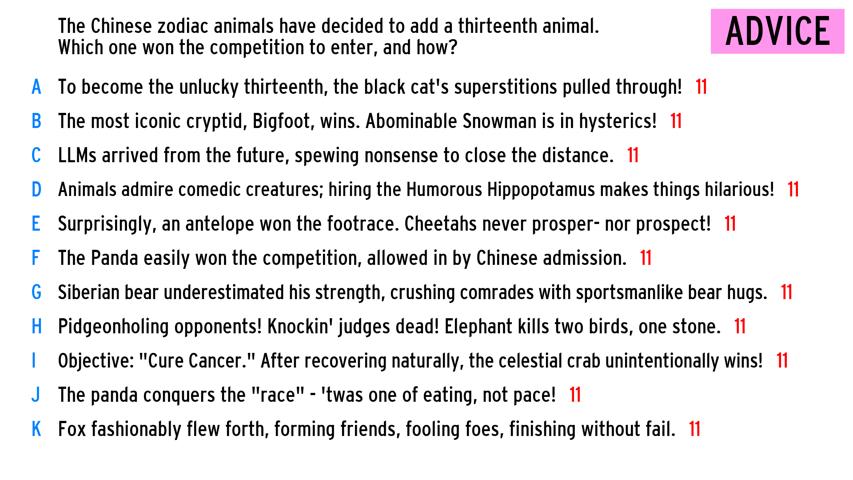 The Chinese zodiac animals have decided to add a thirteenth animal.
Which one won the competition to enter, and how?
ADVICE
A To become the unlucky thirteenth, the black cat's superstitions pulled through! 11
B The most iconic cryptid, Bigfoot, wins. Abominable Snowman is in hysterics! 11
C LLMs arrived from the future, spewing nonsense to close the distance. 11
D Animals admire comedic creatures; hiring the Humorous Hippopotamus makes things hilarious! 11
E Surprisingly, an antelope won the footrace. Cheetahs never prosper- nor prospect! 11
F The Panda easily won the competition, allowed in by Chinese admission. 11
G Siberian bear underestimated his strength, crushing comrades with sportsmanlike bear hugs. 11
H Pidgeonholing opponents! Knockin' judges dead! Elephant kills two birds, one stone. 11
I Objective: "Cure Cancer." After recovering naturally, the celestial crab unintentionally wins! 11
J The panda conquers the "race" - 'twas one of eating, not pace! 11
K Fox fashionably flew forth, forming friends, fooling foes, finishing without fail. 11